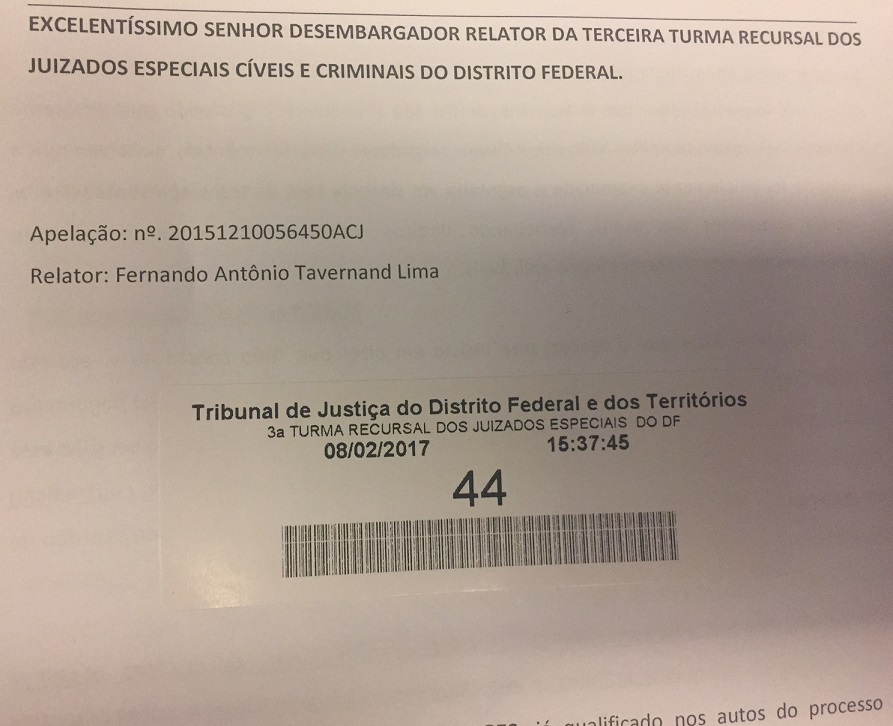 EXCELENTÍSSIMO SENHOR DESEMBARGADOR RELATOR DA TERCEIRA TURMA RECURSAL DOS
JUIZADOS ESPECIAIS CÍVEIS E CRIMINAIS DO DISTRITO FEDERAL.
Apelação: nº. 20151210056450ACJ
Relator: Fernando Antônio Tavernand Lima
Tribunal de Justiça do Distrito Federal e dos Territórios
3a TURMA RECURSAL DOS JUIZADOS ESPECIAIS DO DF
08/02/2017 15:37:45
44
já qualificado nos autos do processo